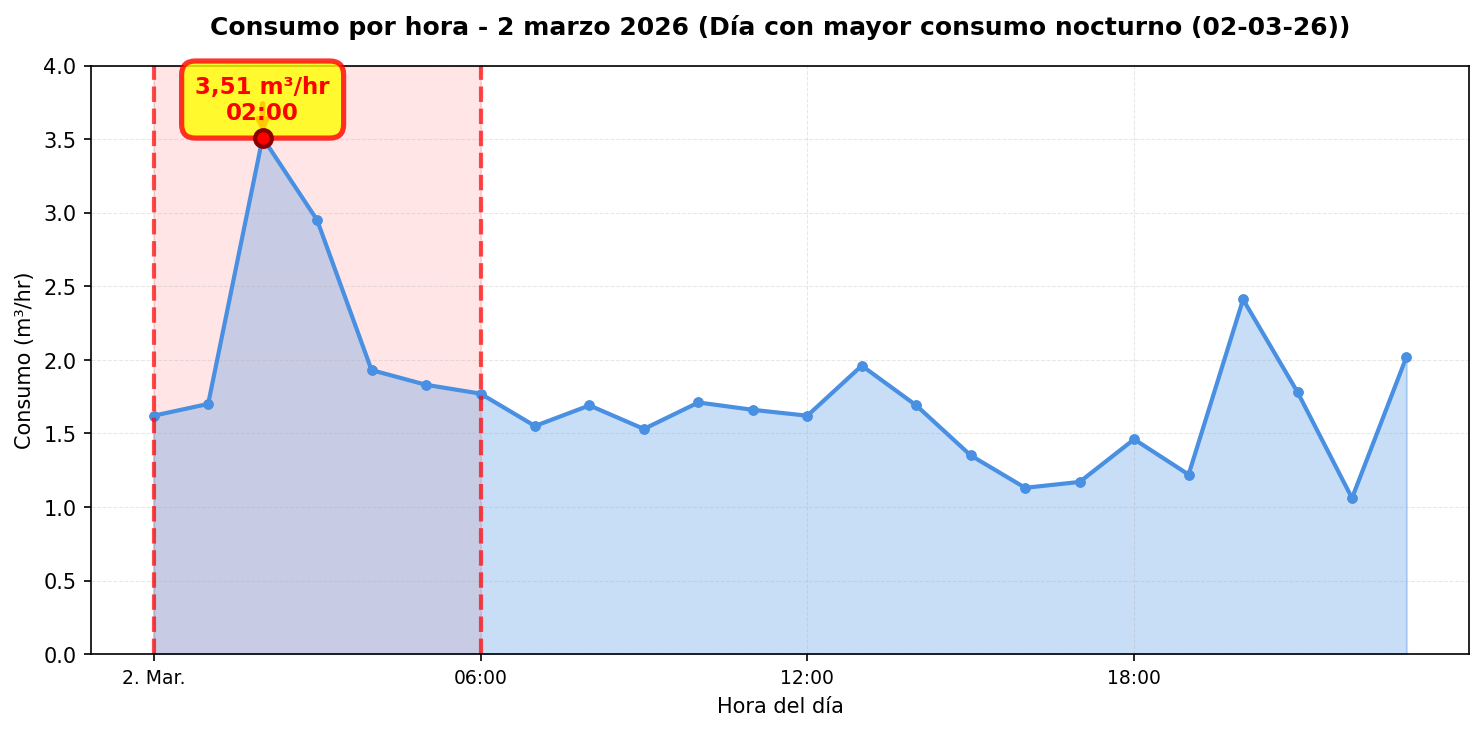 Consumo por hora - 2 marzo 2026 (Día con mayor consumo nocturno (02-03-26))
3,51 m³/hr
02:00
Consumo (m³/hr)
4.0
3.5
3.0
2.5
2.0
1.5
1.0
0.5
0.0
2. Mar.
06:00
12:00
18:00
Hora del día